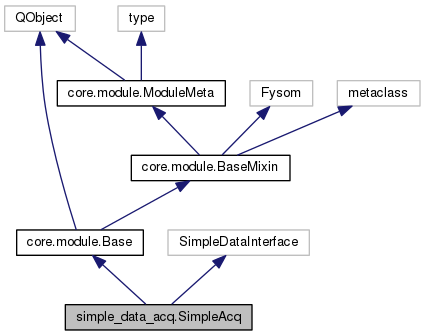 QObject
type
core.module.ModuleMeta
Fysom
metaclass
core.module.BaseMixin
core.module.Base
SimpleDataInterface
simple_data_acq.SimpleAcq